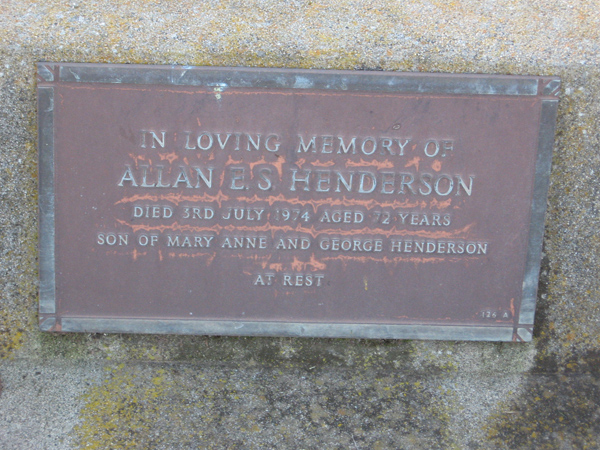 IN LOVING MEMORY OF
ALLAN E.S. HENDERSON
DIED 3RD JULY 1974 AGED 72 YEARS
SON OF MARY ANNE AND GEORGE HENDERSON
AT REST
126 A